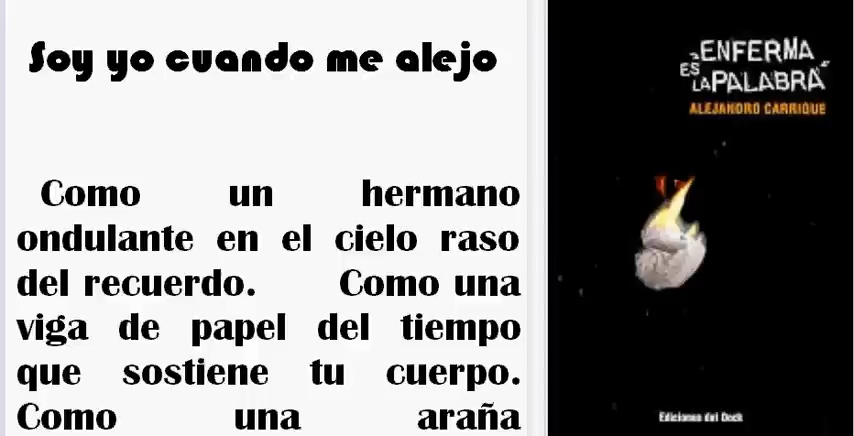 Soy yo cuando me alejo
Como un hermano
ondulante en el cielo raso
del recuerdo. Como una
viga de papel del tiempo
que sostiene tu cuerpo.
Como una araña
ENFERMA
ES
LA PALABRA
ALEJANDRO CARRIQUE
Ediciones del Dock